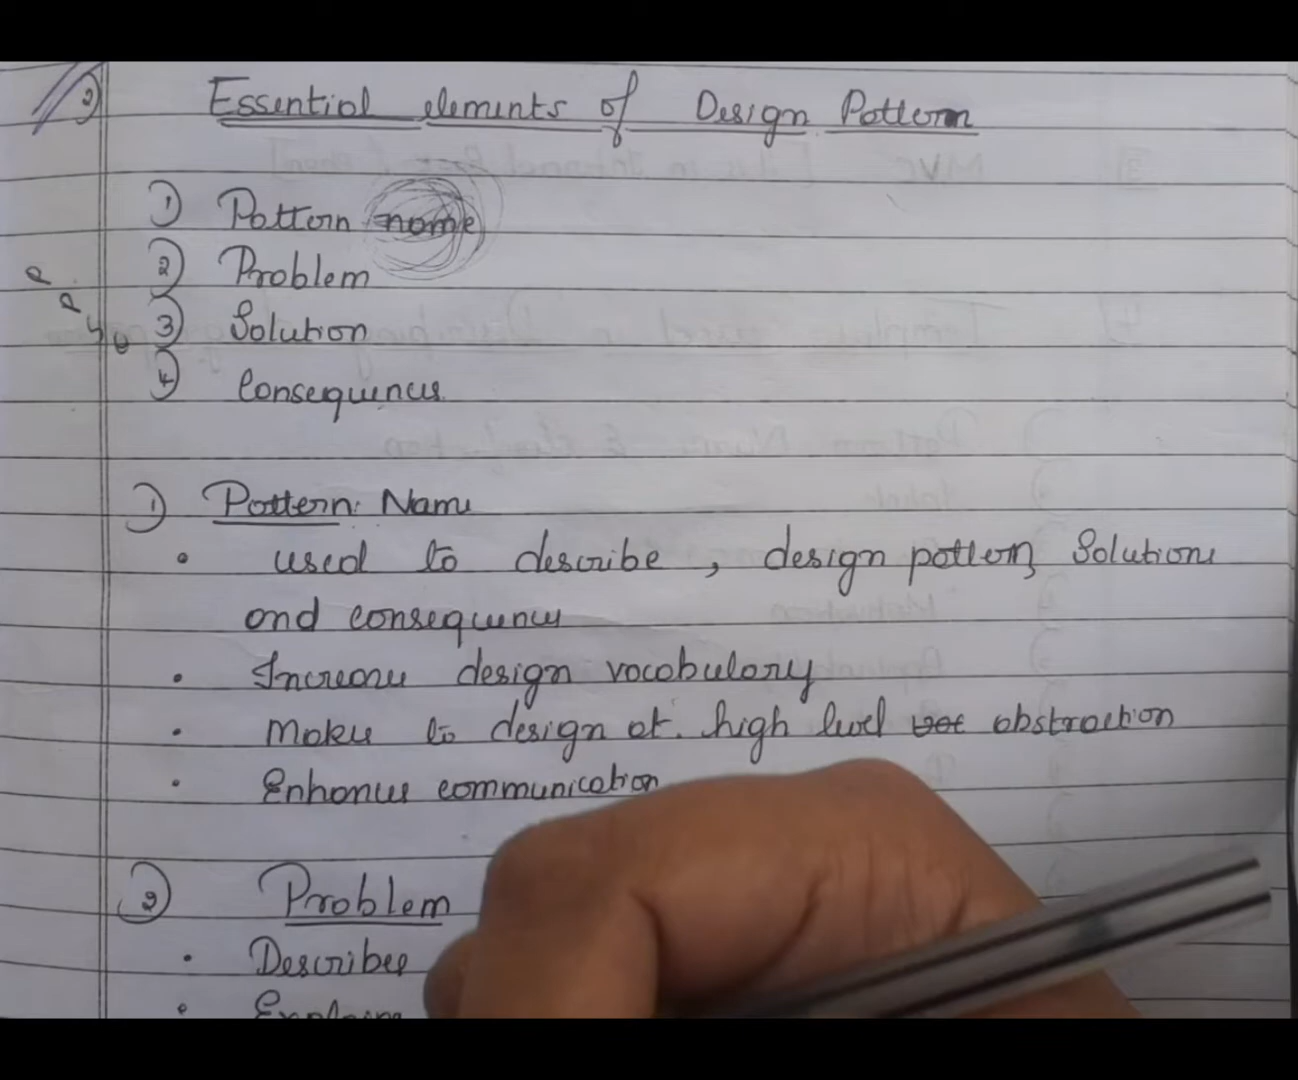 2) Essential elements of Design Pattern
1) Pattern name
2) Problem
3) Solution
4) Consequences
P
P
S
C
1) Pattern Name
• used to describe, design pattern, Solutions
and consequences
• Increases design vocabulary
• Makes to design at high level abstraction
• Enhances communication
2) Problem
• Describes
• Explains